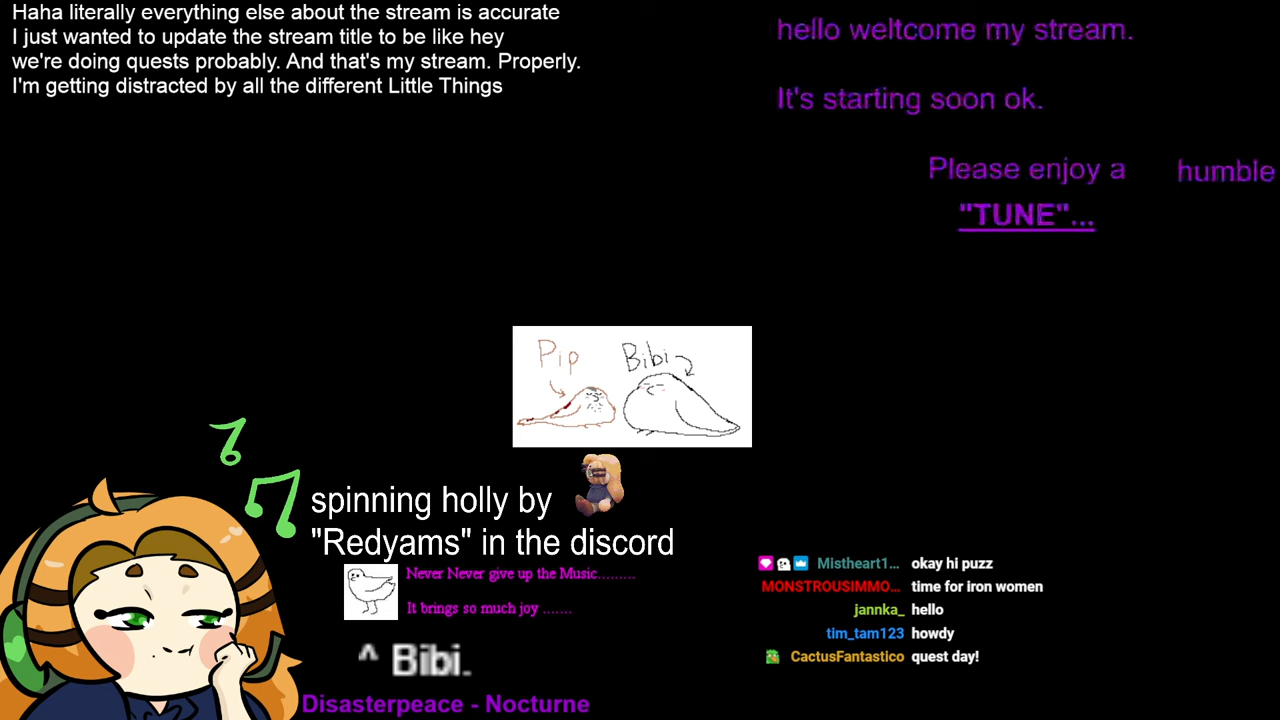 Haha literally everything else about the stream is accurate
I just wanted to update the stream title to be like hey
we're doing quests probably. And that's my stream. Properly.
I'm getting distracted by all the different Little Things
hello weltcome my stream.
It's starting soon ok.
Please enjoy a humble
"TUNE"...
Pip
Bibi
spinning holly by
"Redyams" in the discord
Never Never give up the Music.........
It brings so much joy .......
^ Bibi.
Disasterpeace - Nocturne
Mistheart1... okay hi puzz
MONSTROUSIMMO... time for iron women
jannka_ hello
tim_tam123 howdy
CactusFantastico quest day!